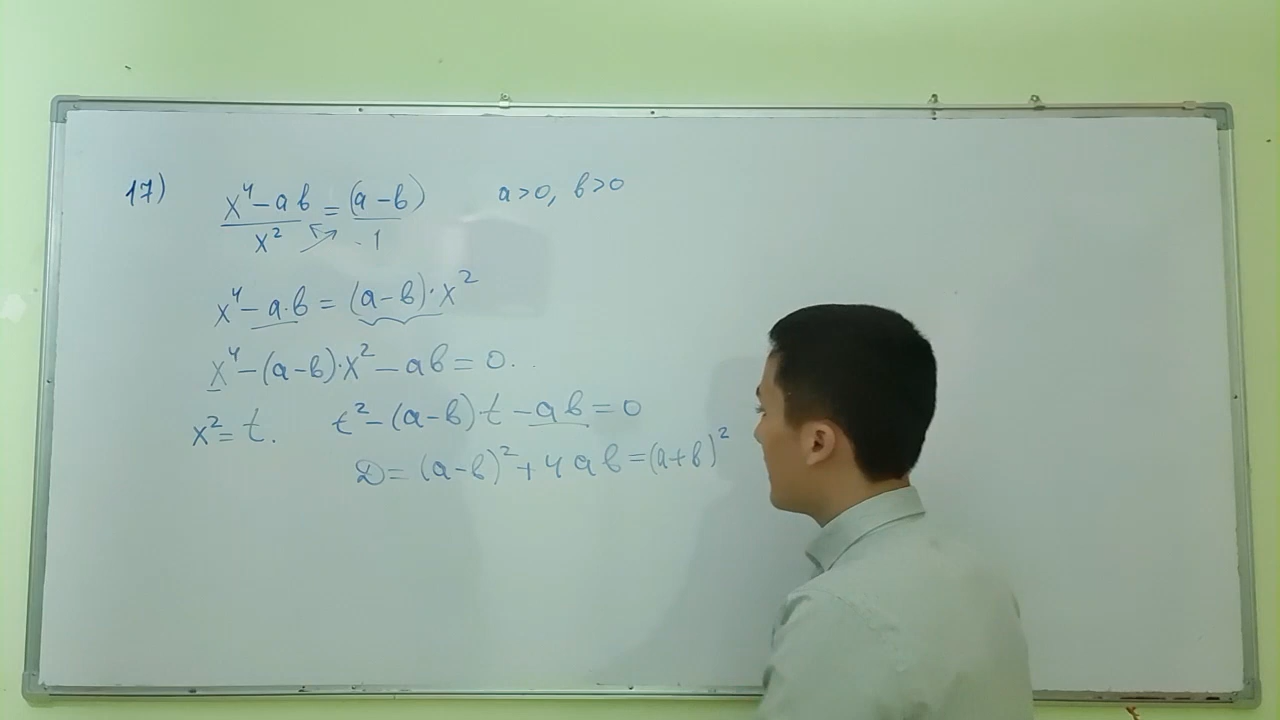 17) (x⁴-ab)/x² = (a-b)/1 a>0, b>0
x⁴-a·b = (a-b)·x²
x⁴-(a-b)·x²-ab=0.
x²=t. t²-(a-b)t-ab=0
D=(a-b)²+4ab=(a+b)²